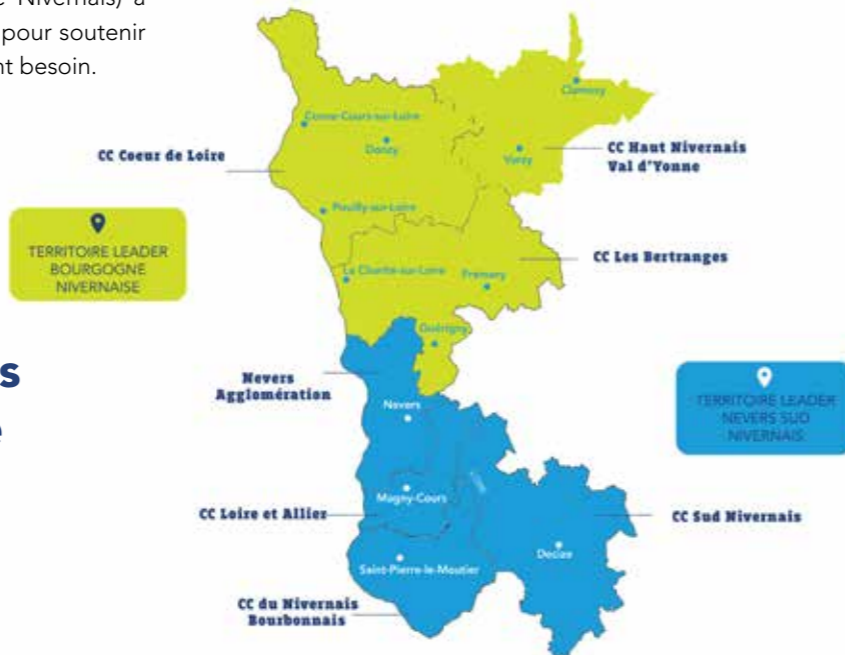 Nivernais) a
pour soutenir
nt besoin.
Clamecy
Cosne-Cours-sur-Loire
Donzy
CC Coeur de Loire
CC Haut Nivernais
Val d'Yonne
Varzy
Pouilly-sur-Loire
TERRITOIRE LEADER
BOURGOGNE
NIVERNAISE
CC Les Bertranges
La Charité-sur-Loire
Prémery
Guérigny
s
e
Nevers
Agglomération
Nevers
TERRITOIRE LEADER
NEVERS SUD
NIVERNAIS
Magny-Cours
CC Loire et Allier
CC Sud Nivernais
Decize
Saint-Pierre-le-Moutier
CC du Nivernais
Bourbonnais